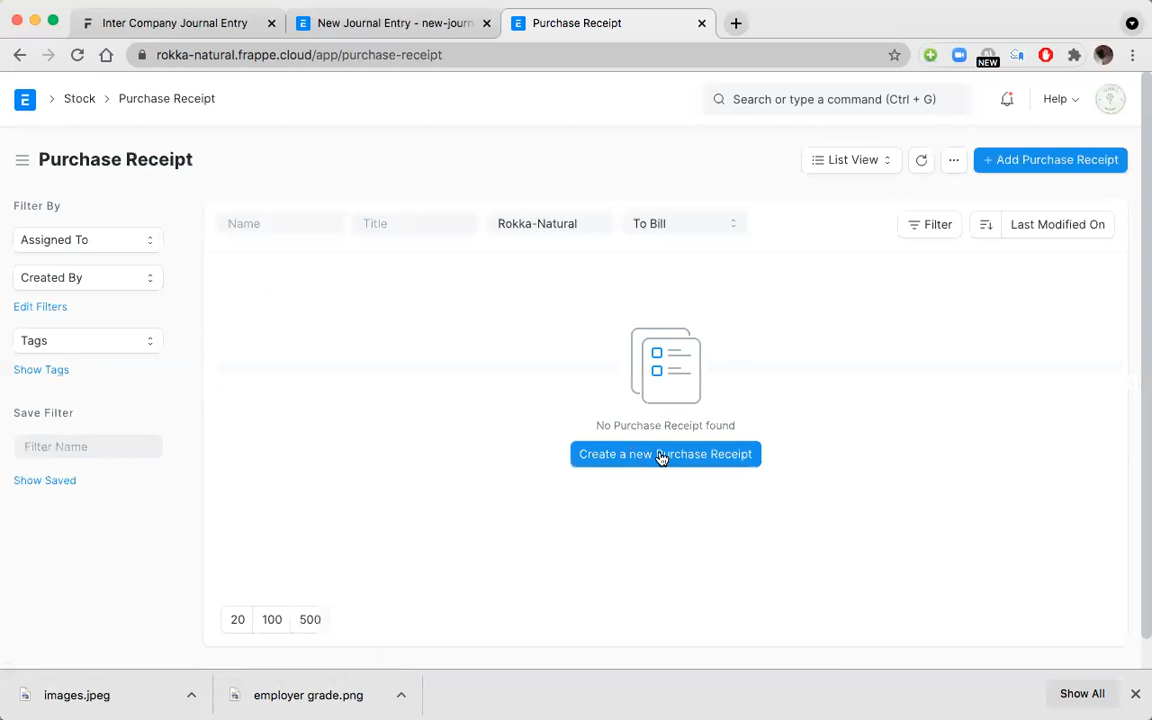 Inter Company Journal Entry
New Journal Entry - new-journ
Purchase Receipt
rokka-natural.frappe.cloud/app/purchase-receipt
NEW
E
Stock
Purchase Receipt
Search or type a command (Ctrl + G)
Help
Purchase Receipt
List View
+ Add Purchase Receipt
Filter By
Assigned To
Created By
Edit Filters
Tags
Show Tags
Save Filter
Filter Name
Show Saved
Name
Title
Rokka-Natural
To Bill
Filter
Last Modified On
No Purchase Receipt found
Create a new Purchase Receipt
20
100
500
images.jpeg
employer grade.png
Show All